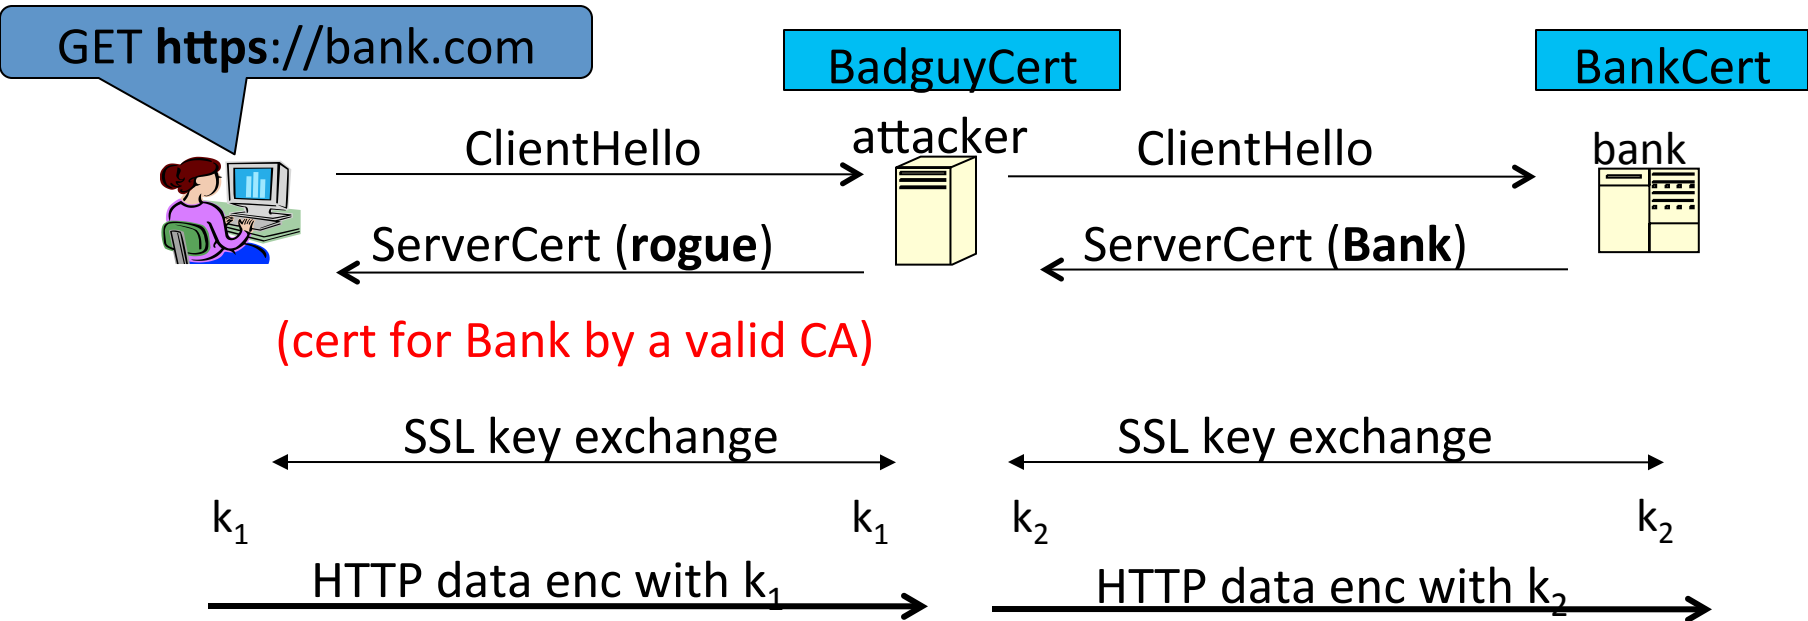 GET https://bank.com
BadguyCert
BankCert
attacker
bank
ClientHello
ClientHello
ServerCert (rogue)
ServerCert (Bank)
(cert for Bank by a valid CA)
SSL key exchange
SSL key exchange
k1
k1
k2
k2
HTTP data enc with k1
HTTP data enc with k2